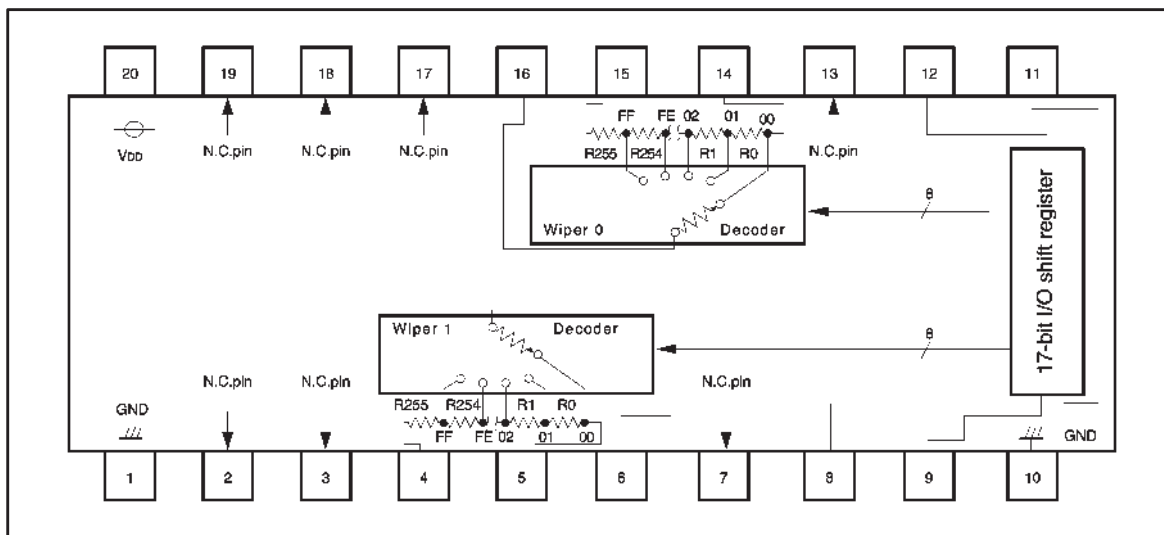 20 19 18 17 16 15 14 13 12 11
FF FE 02 01 00
VDD N.C.pin N.C.pin N.C.pin R255 R254 R1 R0 N.C.pin
8
Wiper 0 Decoder
17-bit I/O shift register
Wiper 1 Decoder
8
N.C.pin N.C.pin N.C.pin
R255 R254 R1 R0
GND
FF FE 02 01 00
GND
1 2 3 4 5 6 7 8 9 10